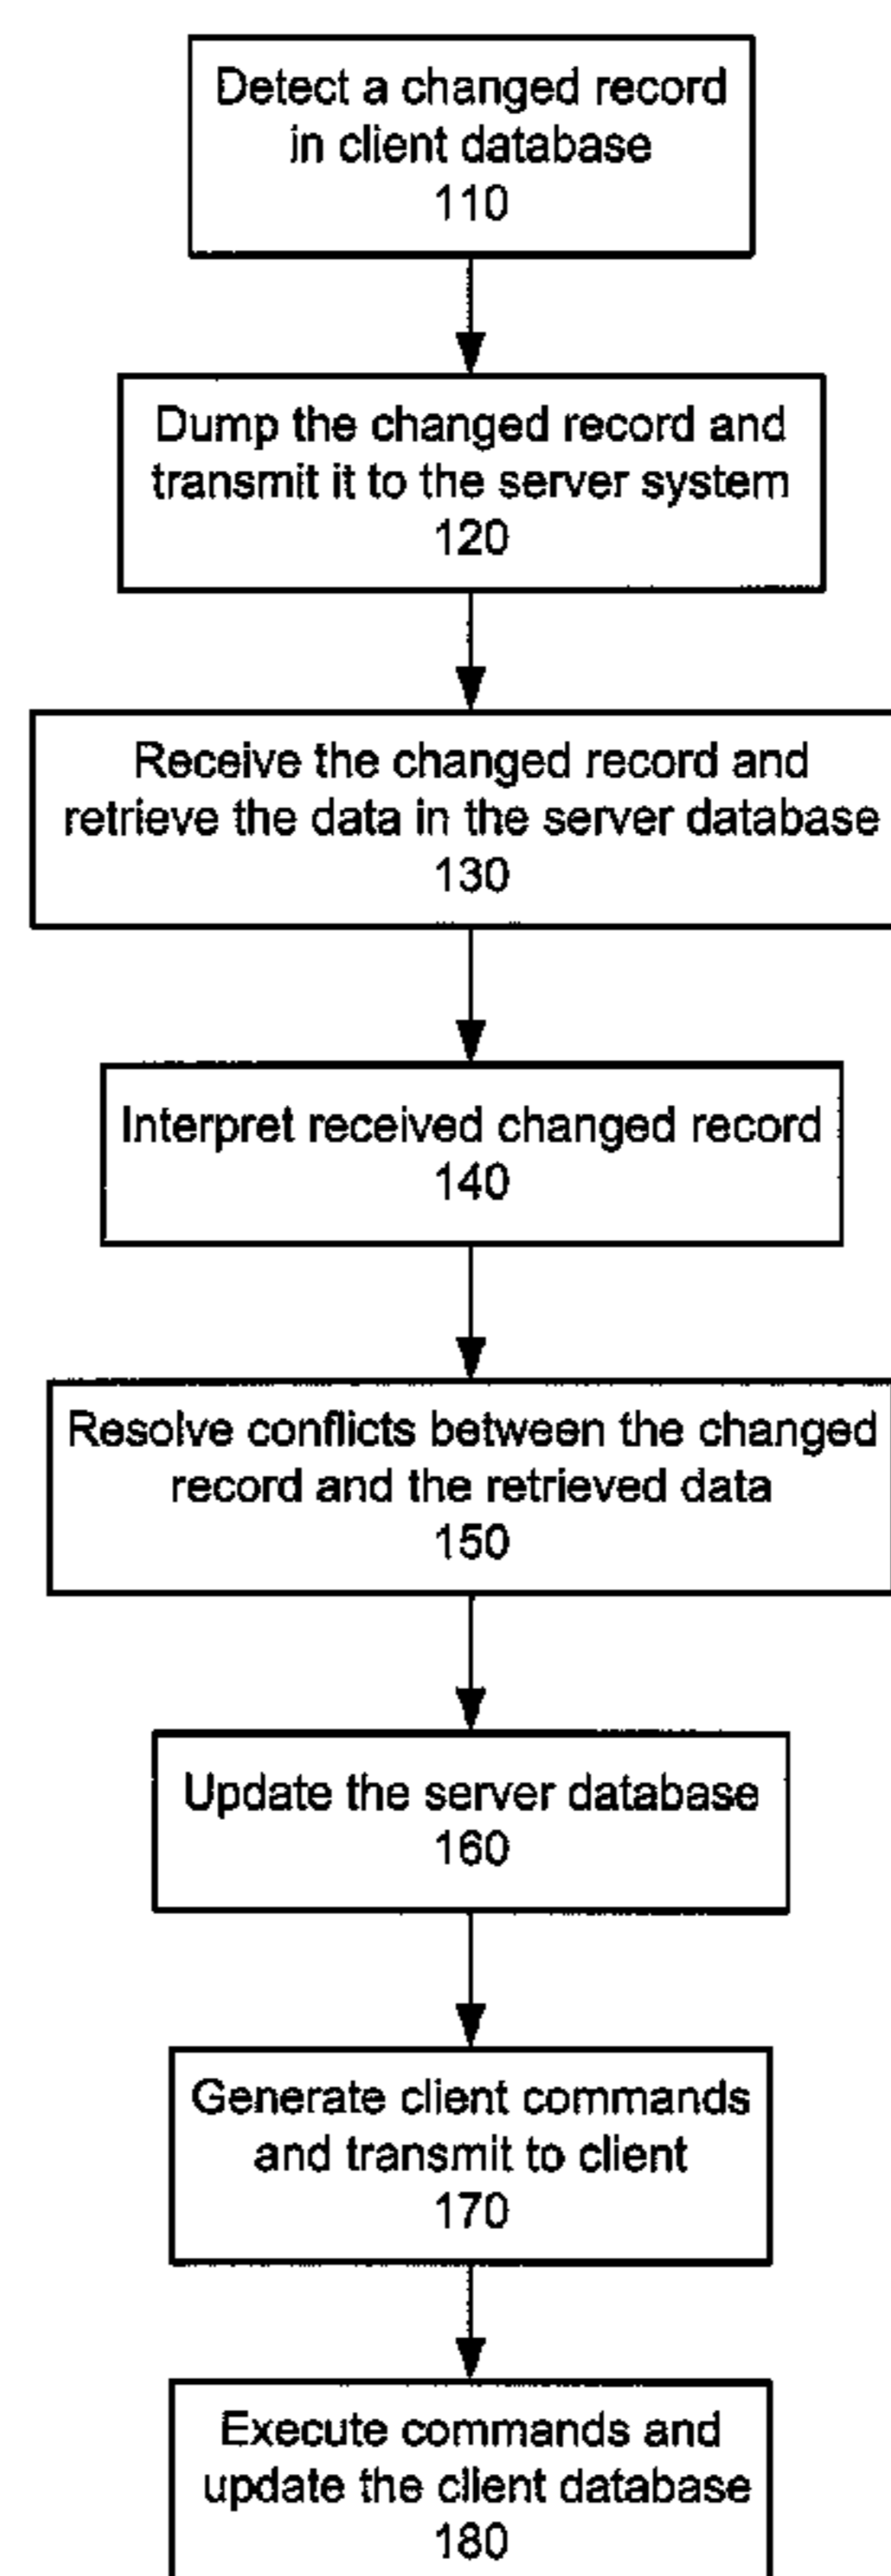 Detect a changed record
in client database
110
Dump the changed record and
transmit it to the server system
120
Receive the changed record and
retrieve the data in the server database
130
Interpret received changed record
140
Resolve conflicts between the changed
record and the retrieved data
150
Update the server database
160
Generate client commands
and transmit to client
170
Execute commands and
update the client database
180